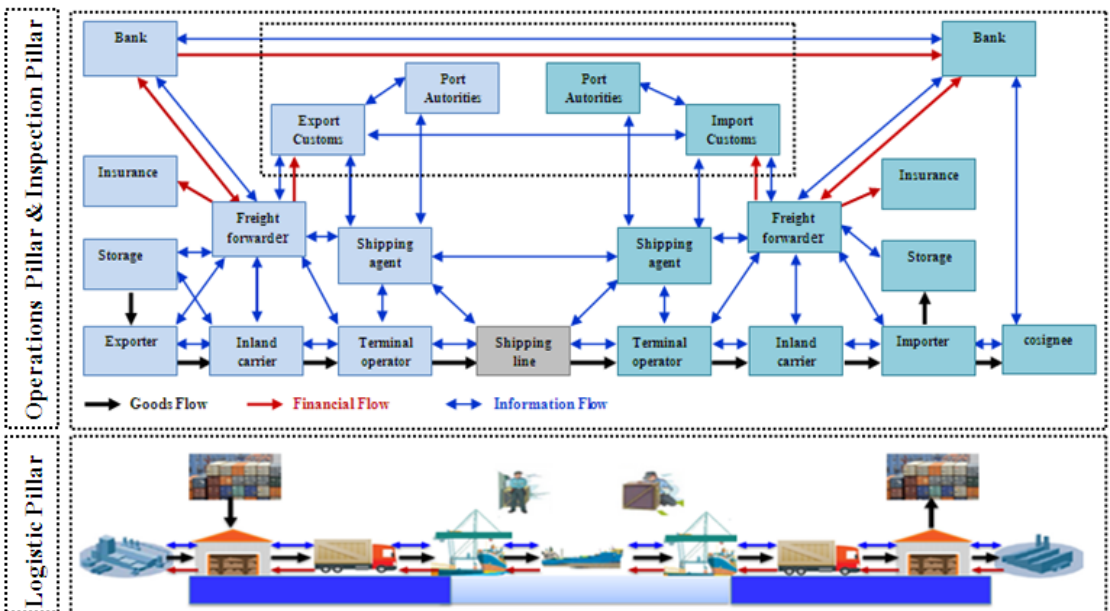 Operations Pillar & Inspection Pillar
Bank
Bank
Port
Autorities
Port
Autorities
Export
Customs
Import
Customs
Insurance
Insurance
Freight
forwarder
Freight
forwarder
Shipping
agent
Shipping
agent
Storage
Storage
Exporter
Inland
carrier
Terminal
operator
Shipping
line
Terminal
operator
Inland
carrier
Importer
cosignee
Goods Flow
Financial Flow
Information Flow
Logistic Pillar